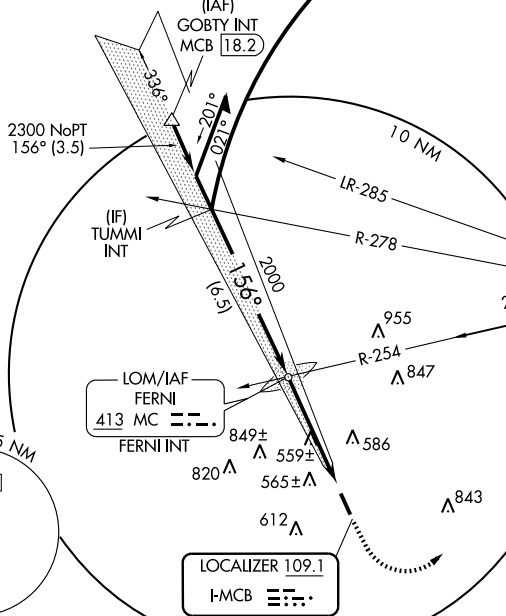 (IAF)
GOBTY INT
MCB 18.2
336°
2300 NoPT
156° (3.5)
201°
021°
10 NM
LR-285
(IF)
TUMMI
INT
R-278
2000
156°
(6.5)
955
R-254
847
LOM/IAF
FERNI
413 MC
FERNI INT
849±
559±
586
5 NM
820
565±
843
612
LOCALIZER 109.1
I-MCB